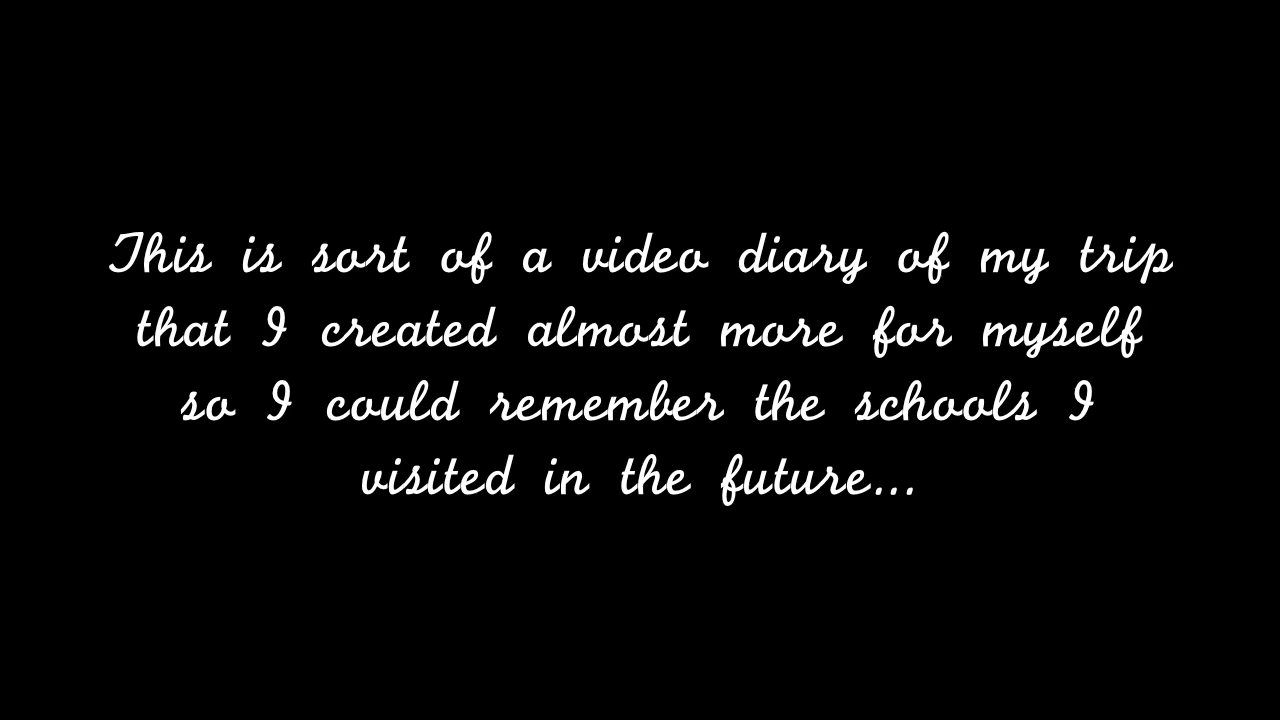 This is sort of a video diary of my trip
that I created almost more for myself
so I could remember the schools I
visited in the future...